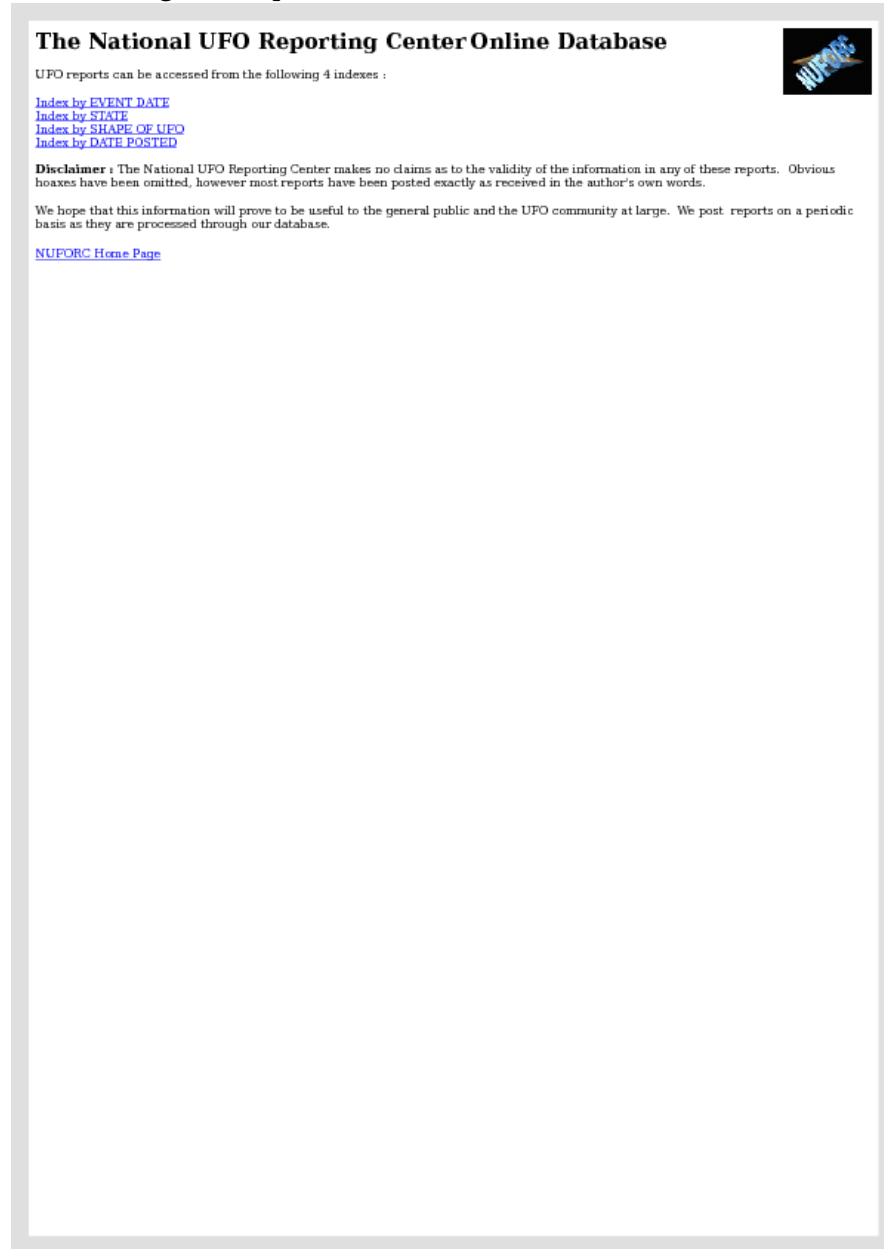 The National UFO Reporting Center Online Database
NUFORC
UFO reports can be accessed from the following 4 indexes :
Index by EVENT DATE
Index by STATE
Index by SHAPE OF UFO
Index by DATE POSTED
Disclaimer : The National UFO Reporting Center makes no claims as to the validity of the information in any of these reports.  Obvious
hoaxes have been omitted, however most reports have been posted exactly as received in the author's own words.
We hope that this information will prove to be useful to the general public and the UFO community at large.  We post  reports on a periodic
basis as they are processed through our database.
NUFORC Home Page